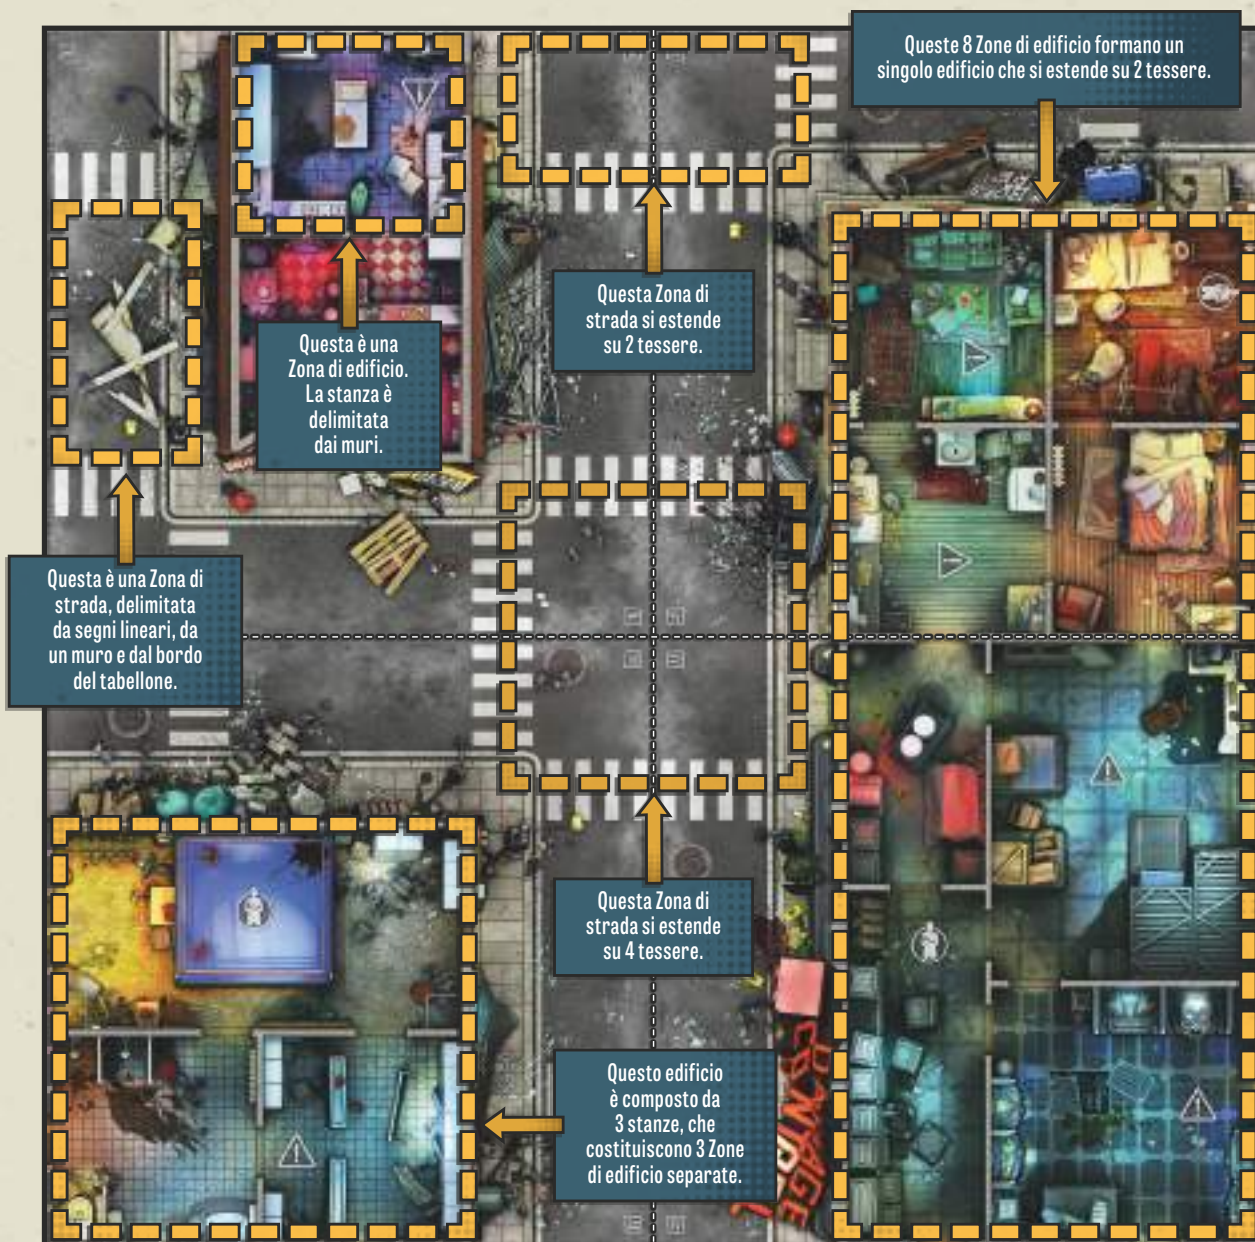 Queste 8 Zone di edificio formano un
singolo edificio che si estende su 2 tessere.
Questa Zona di
strada si estende
su 2 tessere.
Questa è una
Zona di edificio.
La stanza è
delimitata
dai muri.
Questa è una Zona di
strada, delimitata
da segni lineari, da
un muro e dal bordo
del tabellone.
Questa Zona di
strada si estende
su 4 tessere.
Questo edificio
è composto da
3 stanze, che
costituiscono 3 Zone
di edificio separate.